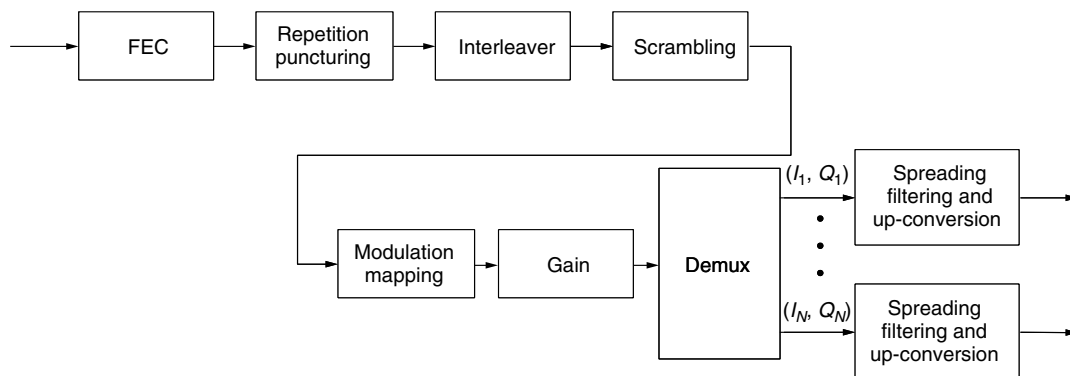 FEC
Repetition
puncturing
Interleaver
Scrambling
Modulation
mapping
Gain
Demux
(I1, Q1)
Spreading
filtering and
up-conversion
(IN, QN)
Spreading
filtering and
up-conversion